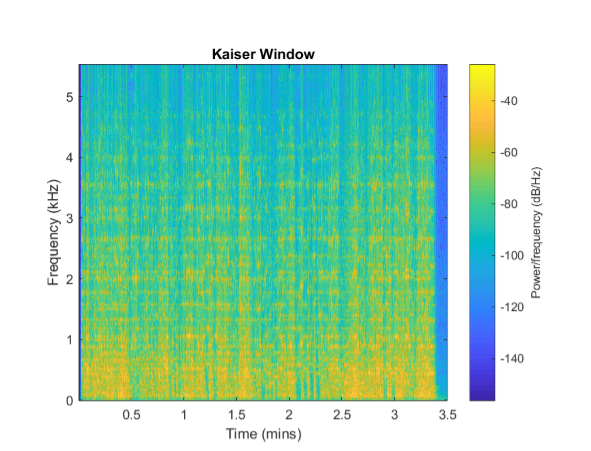 Kaiser Window
5
4
3
2
1
0
Frequency (kHz)
0.5 1 1.5 2 2.5 3 3.5
Time (mins)
-40
-60
-80
-100
-120
-140
Power/frequency (dB/Hz)